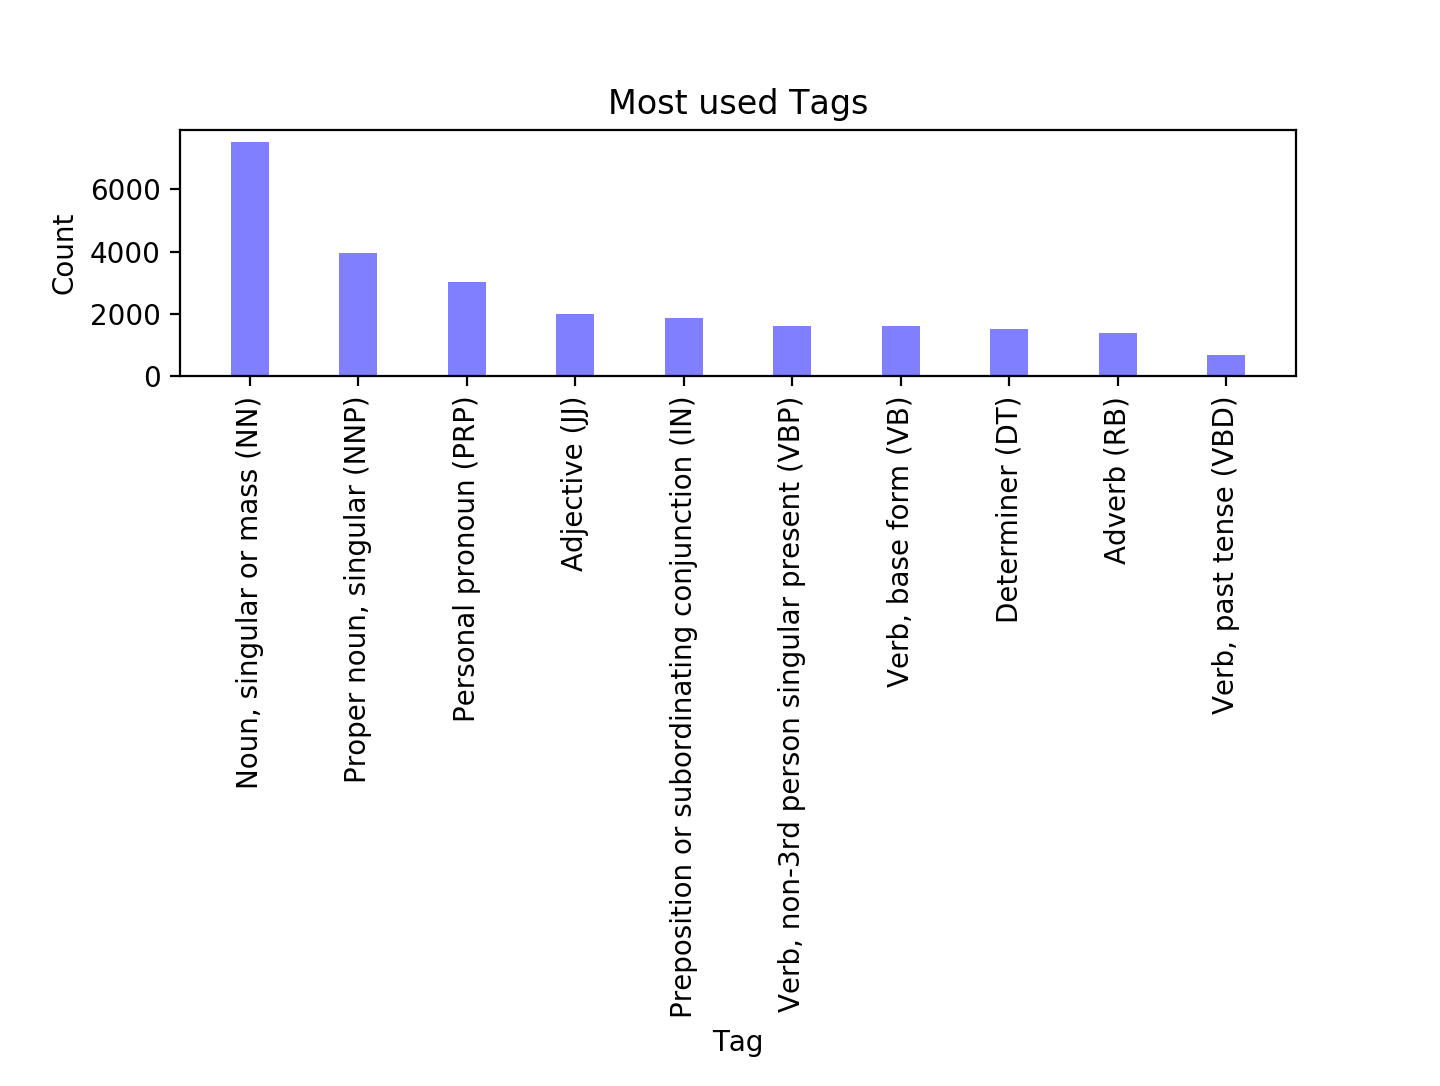 Most used Tags
Count
6000
4000
2000
0
Noun, singular or mass (NN)
Proper noun, singular (NNP)
Personal pronoun (PRP)
Adjective (JJ)
Preposition or subordinating conjunction (IN)
Verb, non-3rd person singular present (VBP)
Verb, base form (VB)
Determiner (DT)
Adverb (RB)
Verb, past tense (VBD)
Tag